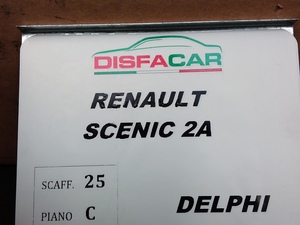 DISFACAR
RENAULT
SCENIC 2A
SCAFF. 25
PIANO C
DELPHI